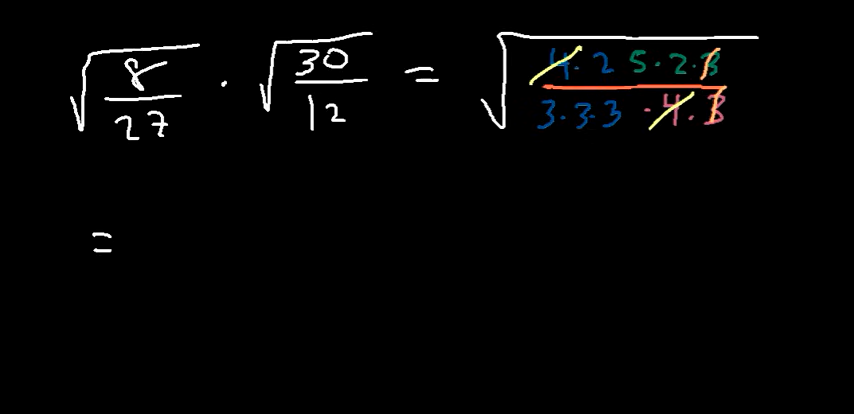 √(8/27) · √(30/12) = √((4·2 5·2·3)/(3·3·3 ·4·3))
=